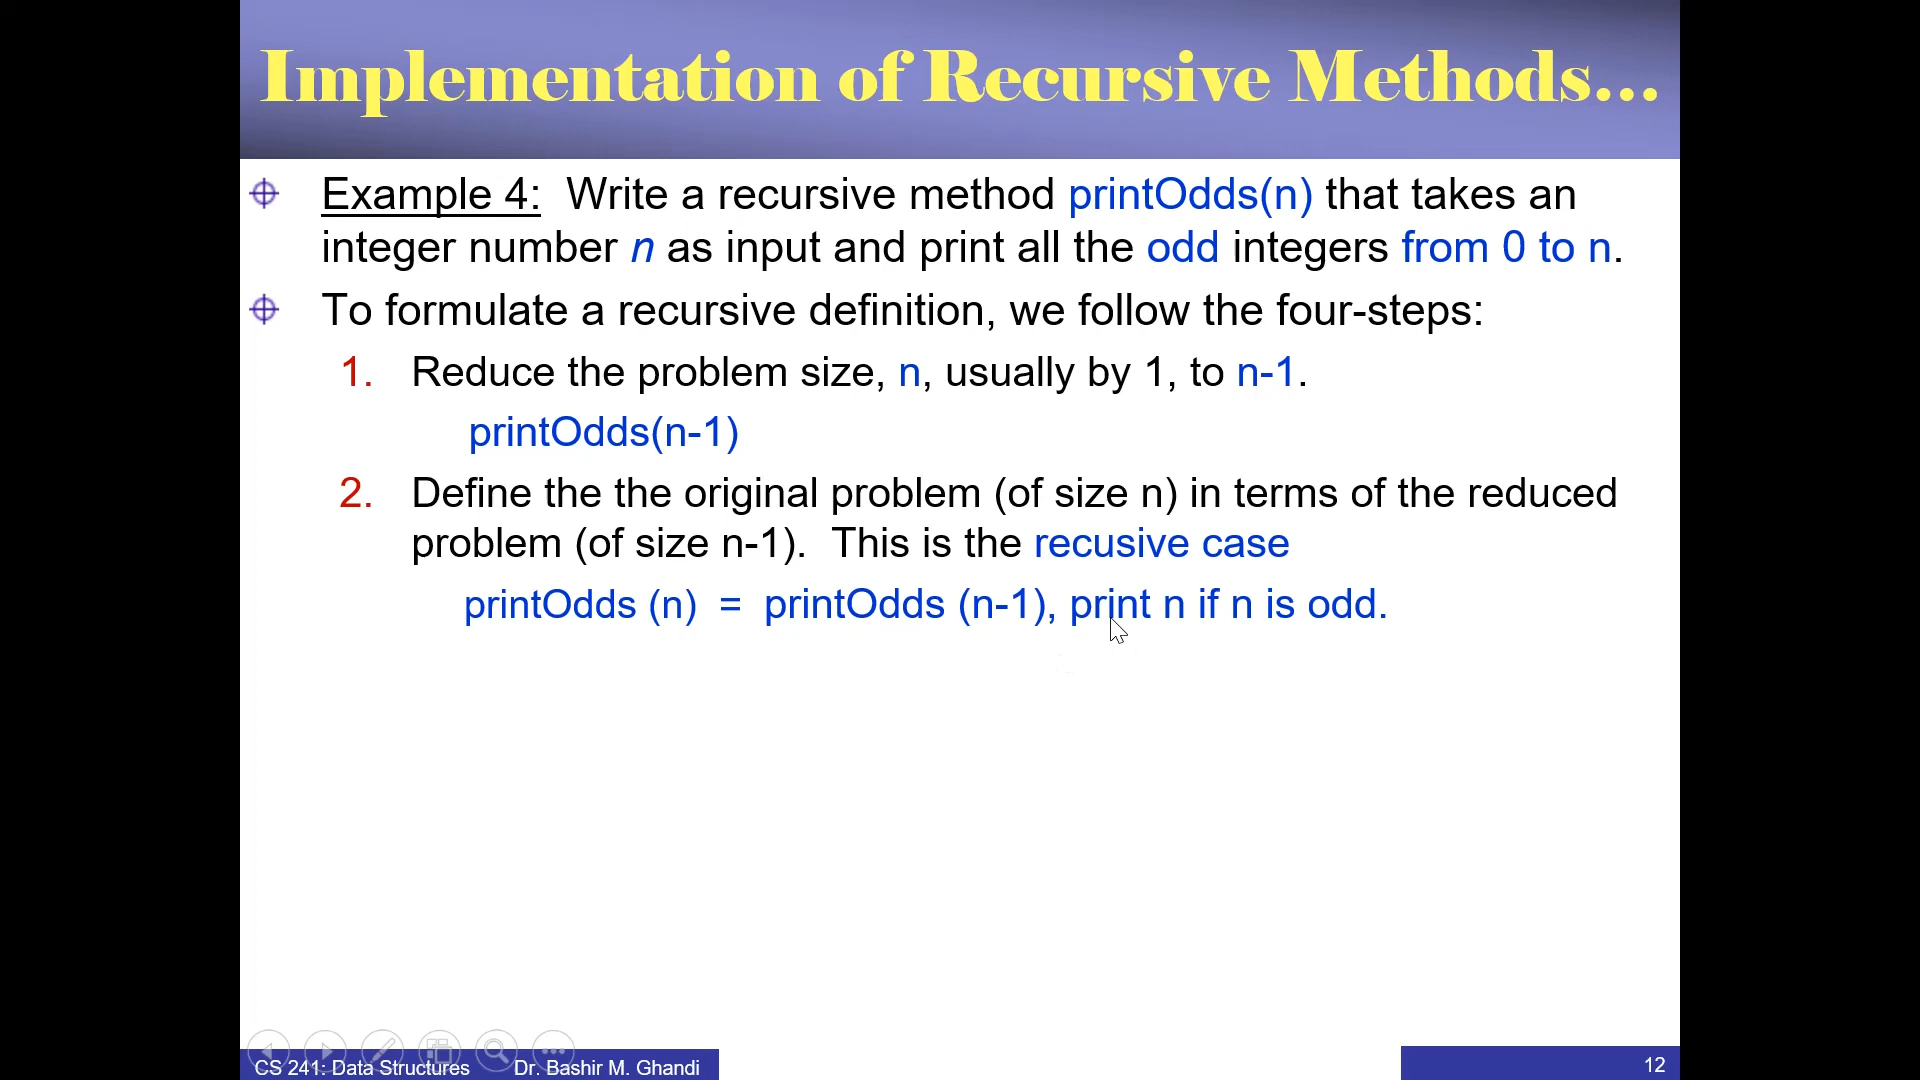 Implementation of Recursive Methods...
Example 4: Write a recursive method printOdds(n) that takes an
integer number n as input and print all the odd integers from 0 to n.
To formulate a recursive definition, we follow the four-steps:
1. Reduce the problem size, n, usually by 1, to n-1.
printOdds(n-1)
2. Define the the original problem (of size n) in terms of the reduced
problem (of size n-1). This is the recusive case
printOdds (n) = printOdds (n-1), print n if n is odd.
CS 241: Data Structures Dr. Bashir M. Ghandi 12